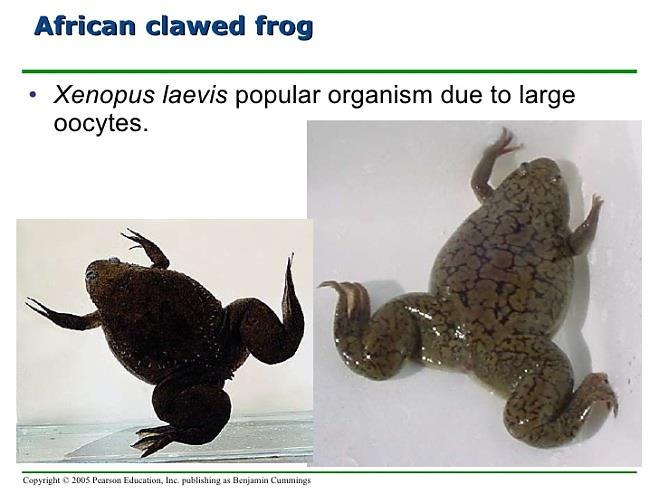 African clawed frog
• Xenopus laevis popular organism due to large
oocytes.
Copyright © 2005 Pearson Education, Inc. publishing as Benjamin Cummings